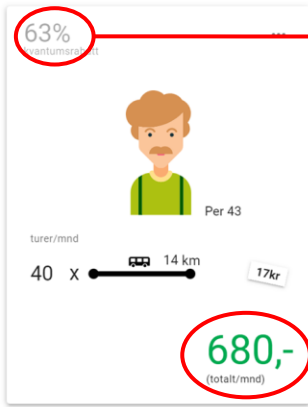 63%
kvantumsrabatt
...
Per 43
turer/mnd
40 x 14 km
17kr
680,-
(totalt/mnd)